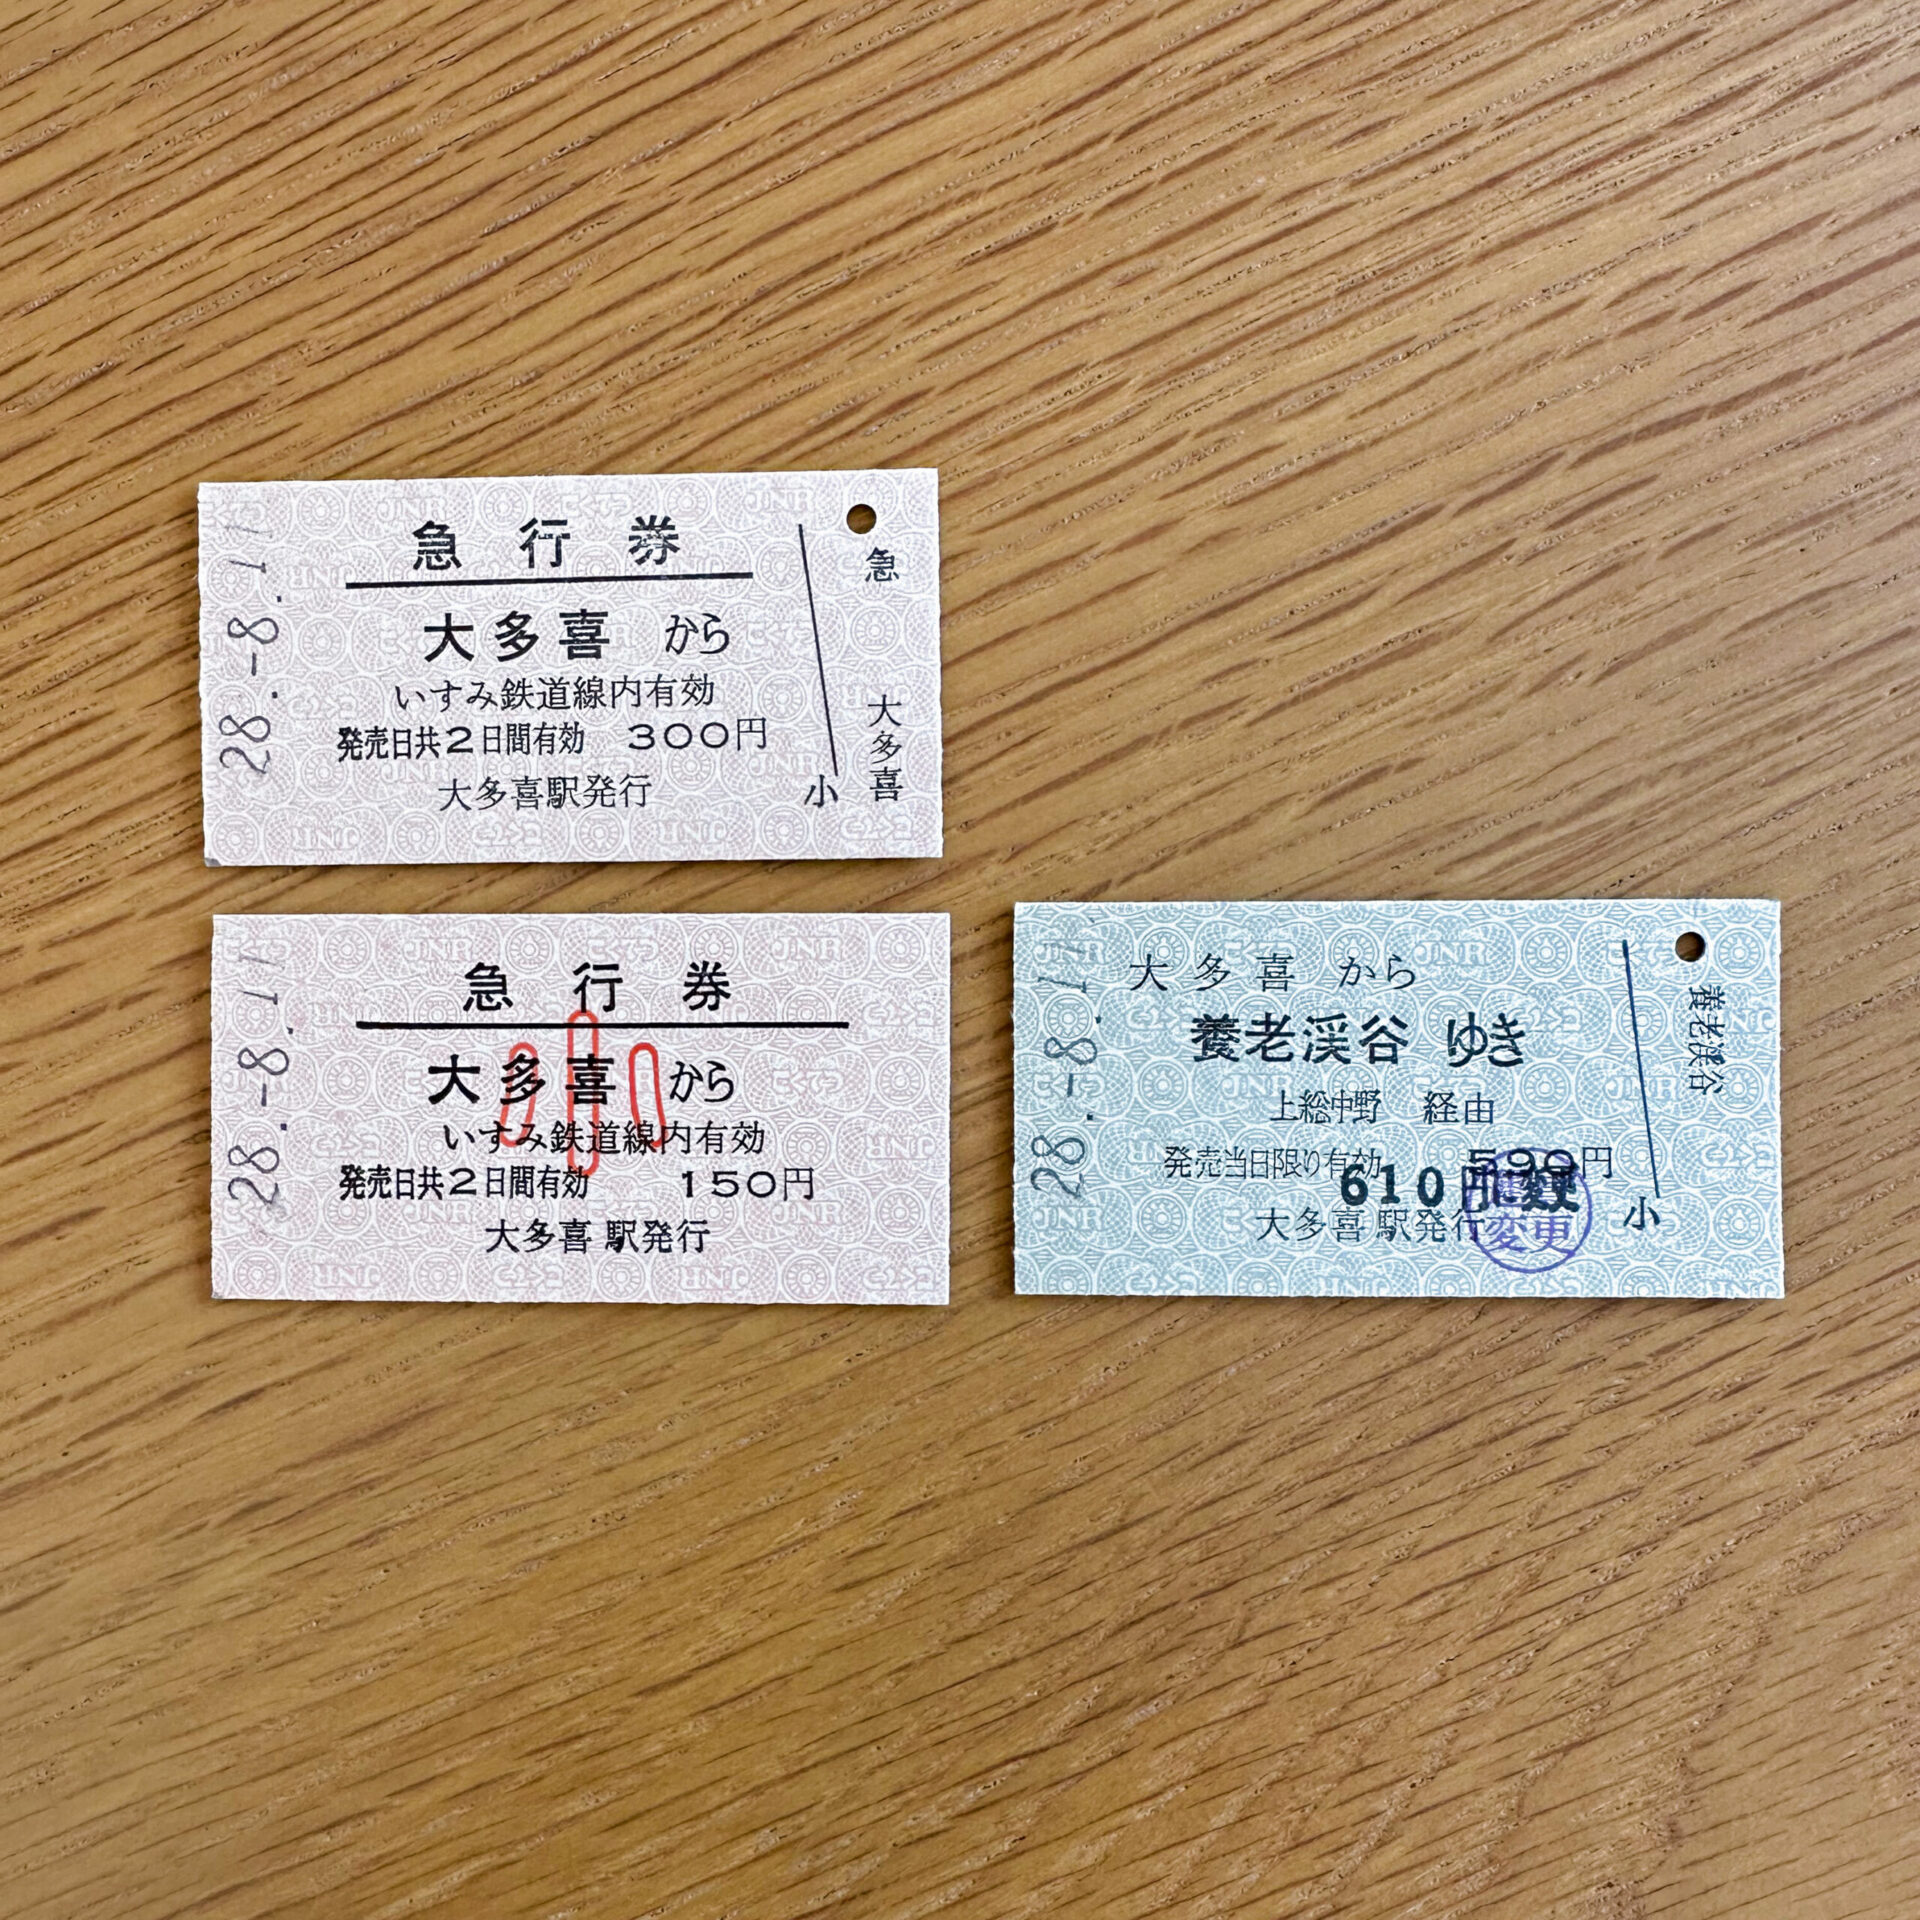 28.-8.11
急行券
大多喜 から
いすみ鉄道線内有効
発売日共2日間有効 300円
大多喜駅発行
小
急
大多喜
28.-8.11
急行券
小
大多喜 から
いすみ鉄道線内有効
発売日共2日間有効 150円
大多喜駅発行
28.-8.11
大多喜 から
養老渓谷 ゆき
上総中野 経由
発売当日限り有効 590円
610円
変更
大多喜駅発行
小
養老渓谷